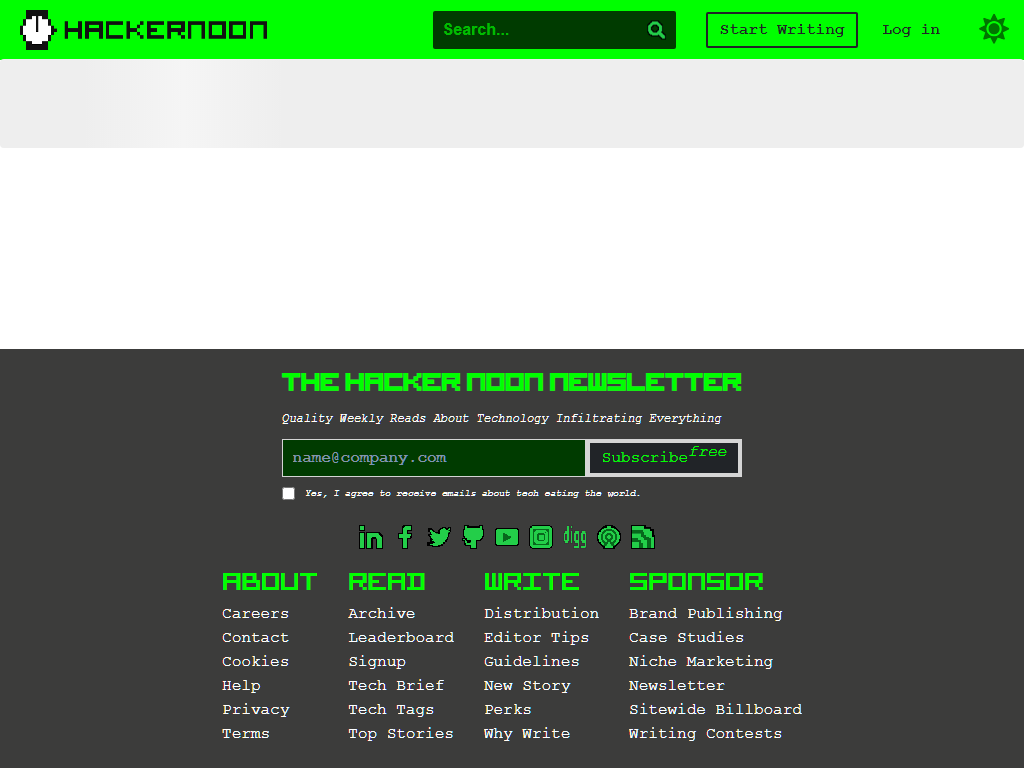 HACKERNOON
Search...
Start Writing
Log in
THE HACKER NOON NEWSLETTER
Quality Weekly Reads About Technology Infiltrating Everything
name@company.com
Subscribe free
Yes, I agree to receive emails about tech eating the world.
digg
ABOUT
Careers
Contact
Cookies
Help
Privacy
Terms
READ
Archive
Leaderboard
Signup
Tech Brief
Tech Tags
Top Stories
WRITE
Distribution
Editor Tips
Guidelines
New Story
Perks
Why Write
SPONSOR
Brand Publishing
Case Studies
Niche Marketing
Newsletter
Sitewide Billboard
Writing Contests